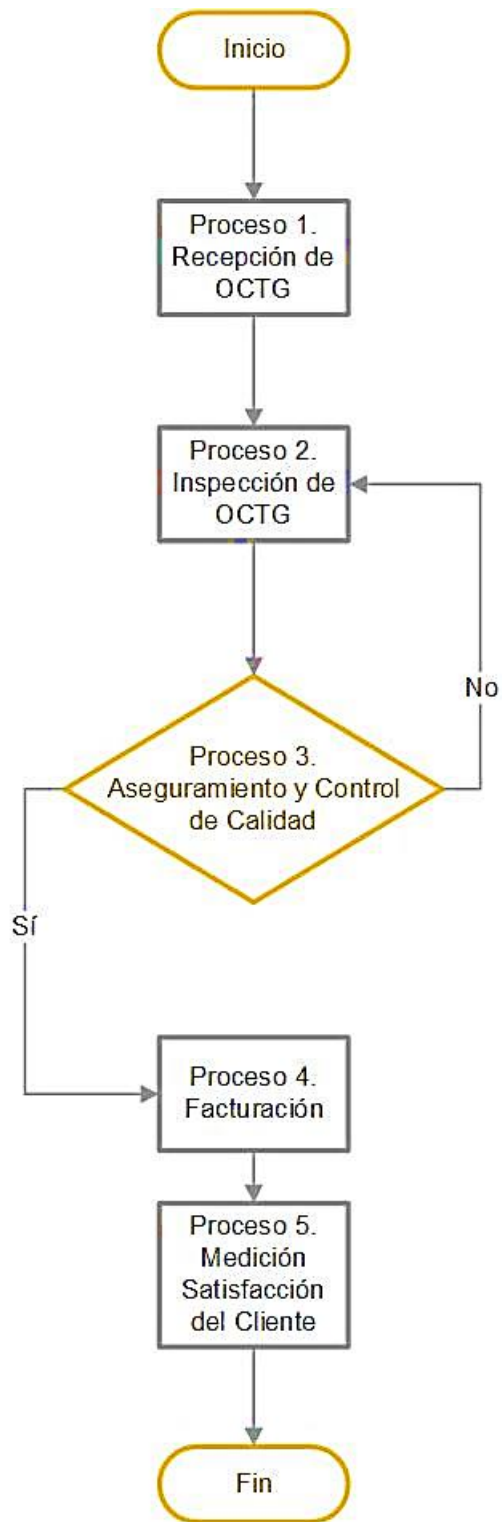 Inicio
Proceso 1.
Recepción de
OCTG
Proceso 2.
Inspección de
OCTG
No
Proceso 3.
Aseguramiento y Control
de Calidad
Sí
Proceso 4.
Facturación
Proceso 5.
Medición
Satisfacción
del Cliente
Fin